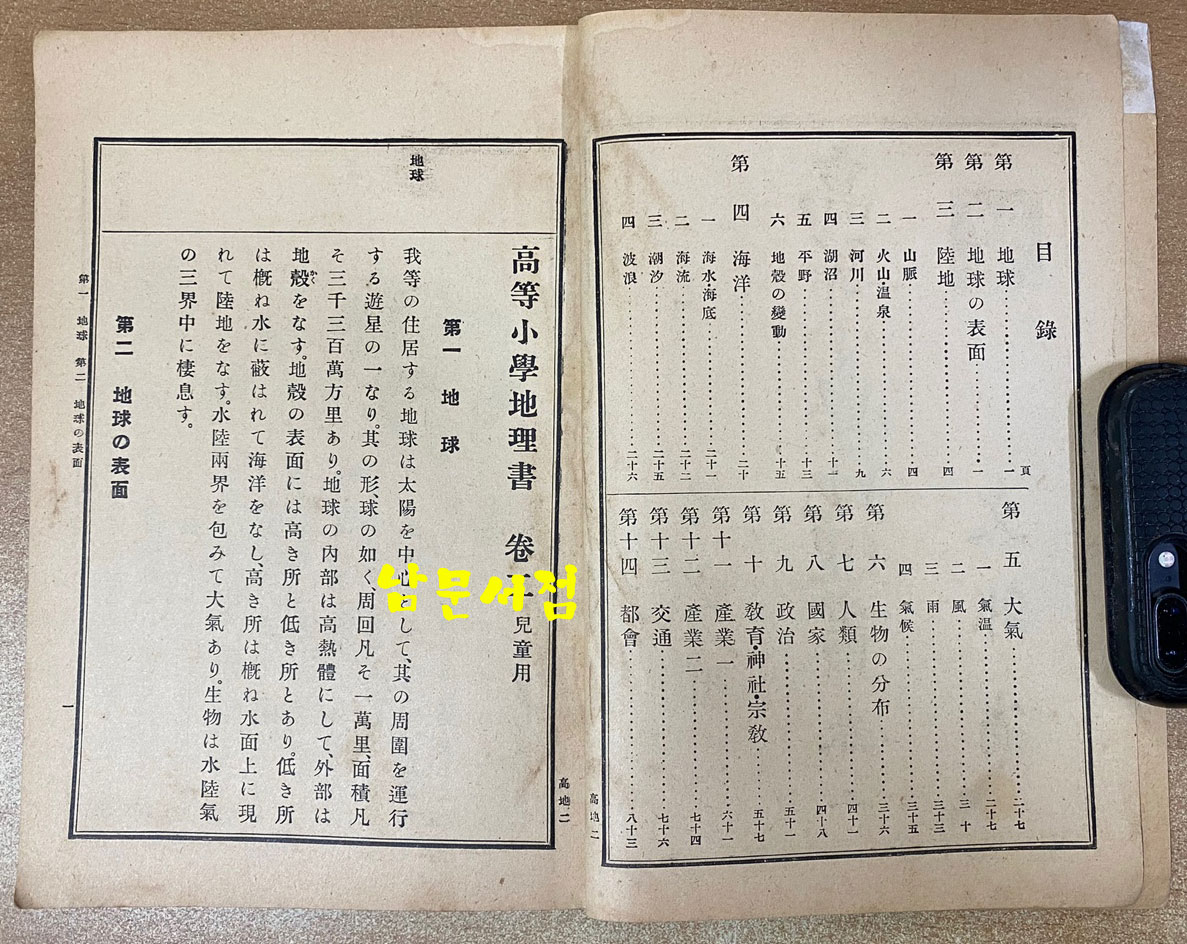 目錄
頁
第一 地球 一
第二 地球の表面 一
第三 陸地 四
一 山脈 四
二 火山・温泉 六
三 河川 九
四 湖沼 十一
五 平野 十三
六 地殼の變動 十五
第四 海洋 二十
一 海水・海底 二十一
二 海流 二十二
三 潮汐 二十五
四 波浪 二十六
第五 大氣 二十七
一 氣温 二十七
二 風 三十
三 雨 三十三
四 氣候 三十五
第六 生物の分布 三十六
第七 人類 四十一
第八 國家 四十八
第九 政治 五十一
第十 敎育・神社・宗敎 五十七
第十一 產業一 六十一
第十二 產業二 七十四
第十三 交通 七十六
第十四 都會 八十三
高地二
高地二
地球
高等小學地理書 卷二 兒童用
第一 地球
我等の住居する地球は太陽を中心として、其の周圍を運行
する遊星の一なり。其の形、球の如く、周回凡そ一萬里、面積凡
そ三千三百萬方里あり。地球の内部は高熱體にして、外部は
地殼をなす。地殼の表面には高き所と低き所とあり。低き所
かく
は槪ね水に蔽はれて海洋をなし、高き所は槪ね水面上に現
れて陸地をなす。水陸兩界を包みて大氣あり。生物は水陸氣
の三界中に棲息す。
第二 地球の表面
第一 地球 第二 地球の表面
一
남문서점